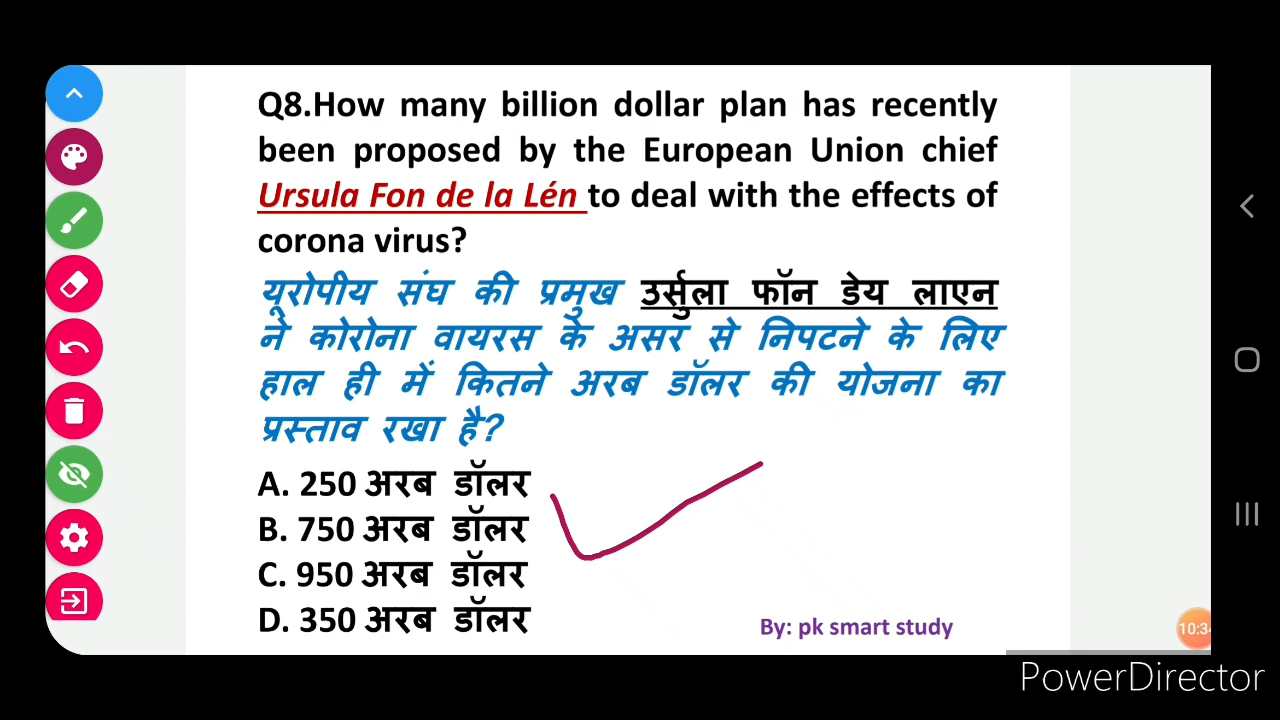 Q8.How many billion dollar plan has recently
been proposed by the European Union chief
Ursula Fon de la Lén to deal with the effects of
corona virus?
यूरोपीय संघ की प्रमुख उर्सुला फॉन डेय लाएन
ने कोरोना वायरस के असर से निपटने के लिए
हाल ही में कितने अरब डॉलर की योजना का
प्रस्ताव रखा है?
A. 250 अरब डॉलर
B. 750 अरब डॉलर
C. 950 अरब डॉलर
D. 350 अरब डॉलर
By: pk smart study
10:34
PowerDirector